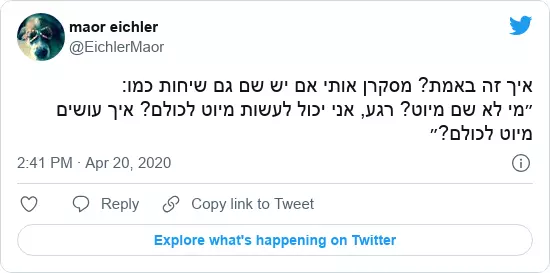 maor eichler
@EichlerMaor
איך זה באמת? מסקרן אותי אם יש שם גם שיחות כמו:
״מי לא שם מיוט? רגע, אני יכול לעשות מיוט לכולם? איך עושים
מיוט לכולם?״
2:41 PM · Apr 20, 2020
Reply
Copy link to Tweet
Explore what's happening on Twitter